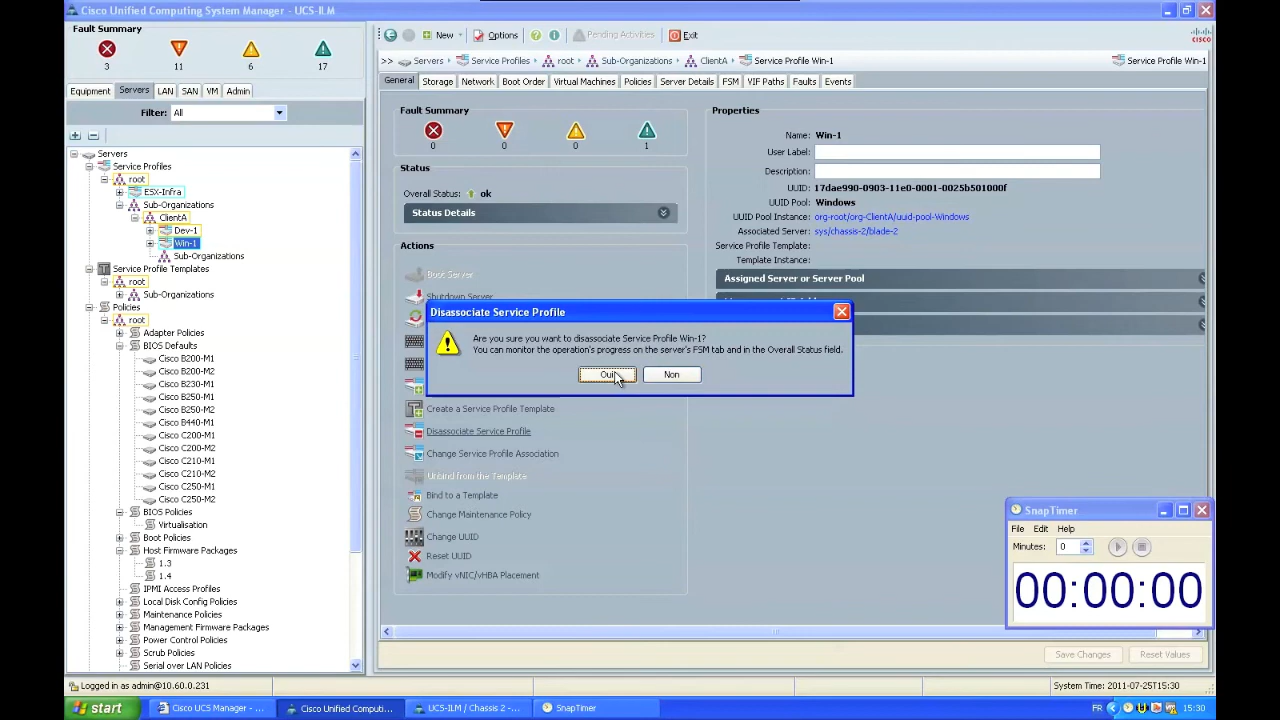 Cisco Unified Computing System Manager - UCS-ILM
Fault Summary
3 11 6 17
Equipment Servers LAN SAN VM Admin
Filter: All
Servers
Service Profiles
root
ESX-Infra
Sub-Organizations
ClientA
Dev-1
Win-1
Sub-Organizations
Service Profile Templates
root
Sub-Organizations
Policies
root
Adapter Policies
BIOS Defaults
Cisco B200-M1
Cisco B200-M2
Cisco B230-M1
Cisco B250-M1
Cisco B250-M2
Cisco B440-M1
Cisco C200-M1
Cisco C200-M2
Cisco C210-M1
Cisco C210-M2
Cisco C250-M1
Cisco C250-M2
BIOS Policies
Virtualisation
Boot Policies
Host Firmware Packages
1.3
1.4
IPMI Access Profiles
Local Disk Config Policies
Maintenance Policies
Management Firmware Packages
Power Control Policies
Scrub Policies
Serial over LAN Policies
New Options Pending Activities Exit
CISCO
>> Servers Service Profiles root Sub-Organizations ClientA Service Profile Win-1
Service Profile Win-1
General Storage Network Boot Order Virtual Machines Policies Server Details FSM VIF Paths Faults Events
Fault Summary
0 0 0 1
Status
Overall Status: ok
Status Details
Actions
Boot Server
Shutdown Server
Create a Service Profile Template
Disassociate Service Profile
Change Service Profile Association
Unbind from the Template
Bind to a Template
Change Maintenance Policy
Change UUID
Reset UUID
Modify vNIC/vHBA Placement
Properties
Name: Win-1
User Label:
Description:
UUID: 17dae990-0903-11e0-0001-0025b501000f
UUID Pool: Windows
UUID Pool Instance: org-root/org-ClientA/uuid-pool-Windows
Associated Server: sys/chassis-2/blade-2
Service Profile Template:
Template Instance:
Assigned Server or Server Pool
Disassociate Service Profile
Are you sure you want to disassociate Service Profile Win-1?
You can monitor the operation's progress on the server's FSM tab and in the Overall Status field.
Oui Non
SnapTimer
File Edit Help
Minutes: 0
00:00:00
Save Changes Reset Values
Logged in as admin@10.60.0.231
System Time: 2011-07-25T15:30
start Cisco UCS Manager - ... Cisco Unified Computi... UCS-ILM / Chassis 2 - ... SnapTimer FR 15:30